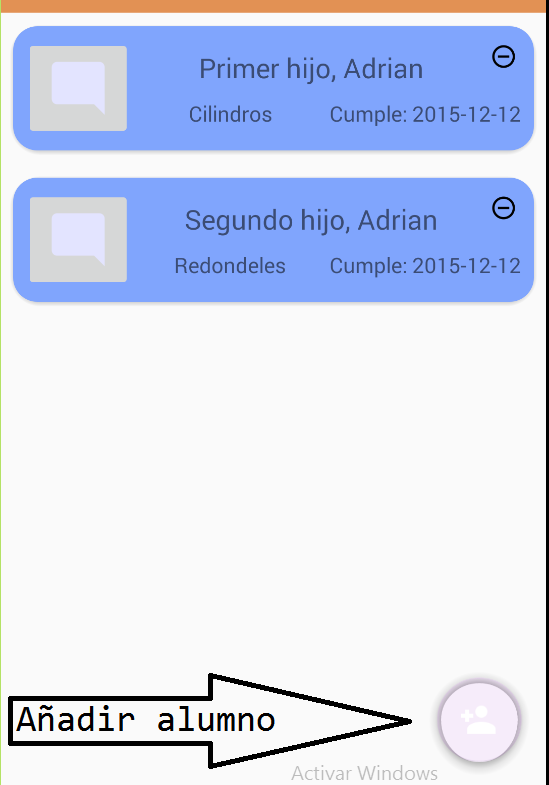 Primer hijo, Adrian
Cilindros Cumple: 2015-12-12
Segundo hijo, Adrian
Redondeles Cumple: 2015-12-12
Añadir alumno
Activar Windows